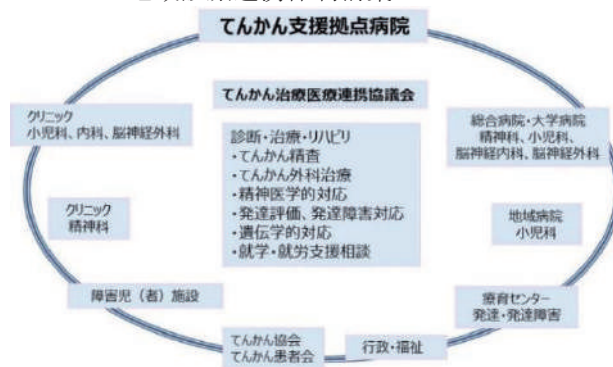 てんかん支援拠点病院
てんかん治療医療連携協議会
クリニック
小児科、内科、脳神経外科
総合病院・大学病院
精神科、小児科、
脳神経内科、脳神経外科
診断・治療・リハビリ
・てんかん精査
・てんかん外科治療
・精神医学的対応
・発達評価、発達障害対応
・遺伝学的対応
・就学・就労支援相談
クリニック
精神科
地域病院
小児科
障害児（者）施設
療育センター
発達・発達障害
てんかん協会
てんかん患者会
行政・福祉